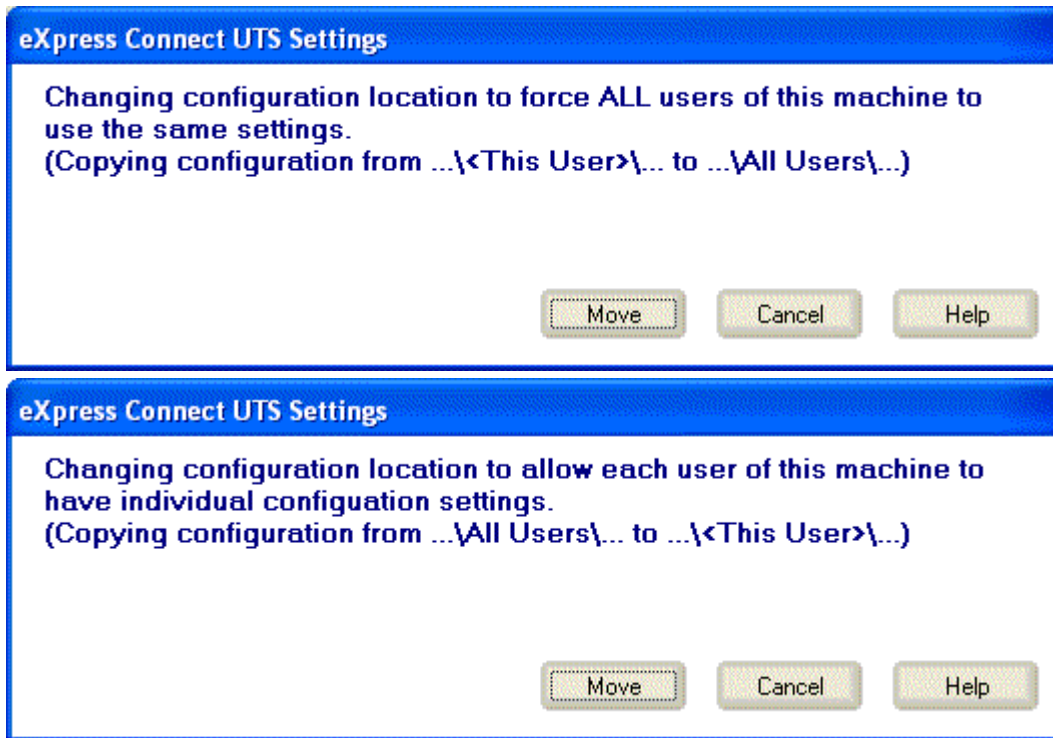 eXpress Connect UTS Settings
Changing configuration location to force ALL users of this machine to
use the same settings.
(Copying configuration from ...\<This User>\... to ...\All Users\...)
Move Cancel Help
eXpress Connect UTS Settings
Changing configuration location to allow each user of this machine to
have individual configuation settings.
(Copying configuration from ...\All Users\... to ...\<This User>\...)
Move Cancel Help